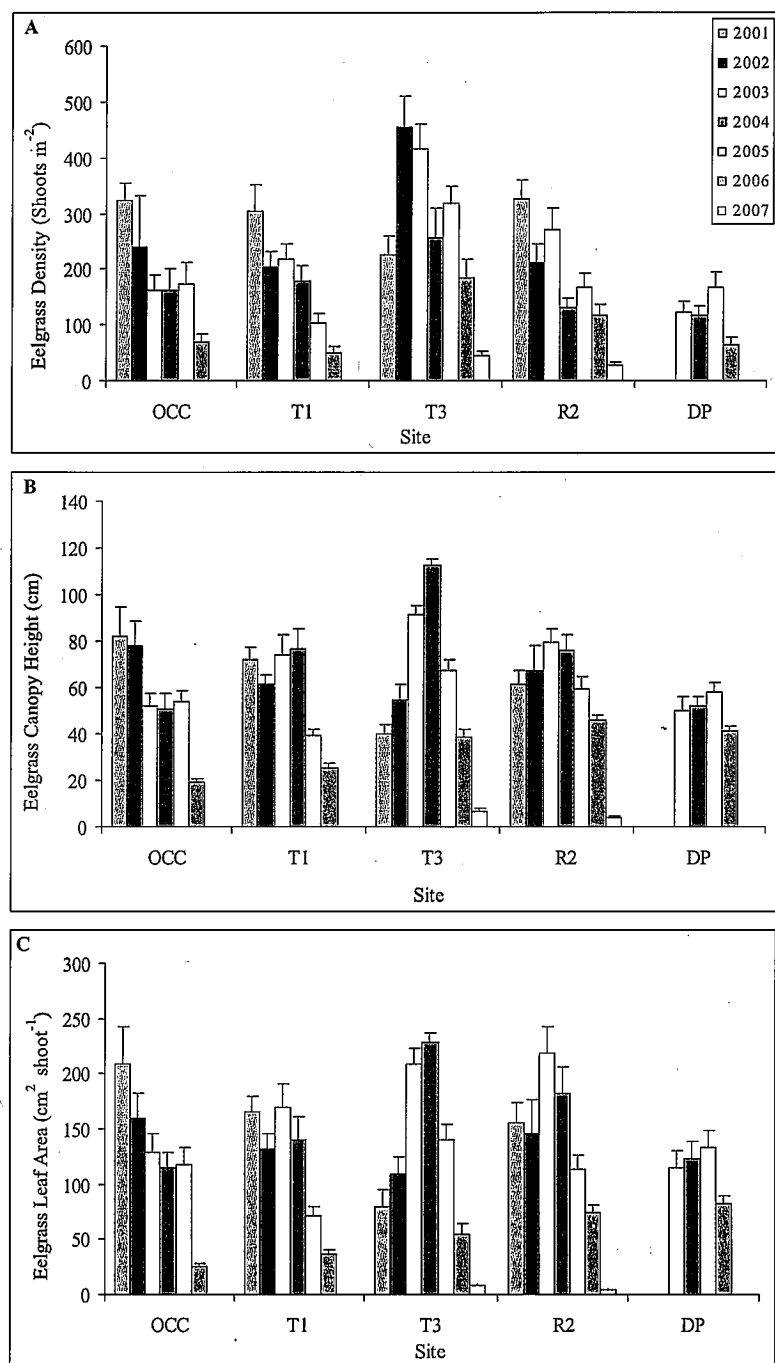 A
2001
2002
2003
2004
2005
2006
2007
600
500
400
300
200
100
0
Eelgrass Density (Shoots m⁻²)
OCC T1 T3 R2 DP
Site
B
140
120
100
80
60
40
20
0
Eelgrass Canopy Height (cm)
OCC T1 T3 R2 DP
Site
C
300
250
200
150
100
50
0
Eelgrass Leaf Area (cm² shoot⁻¹)
OCC T1 T3 R2 DP
Site